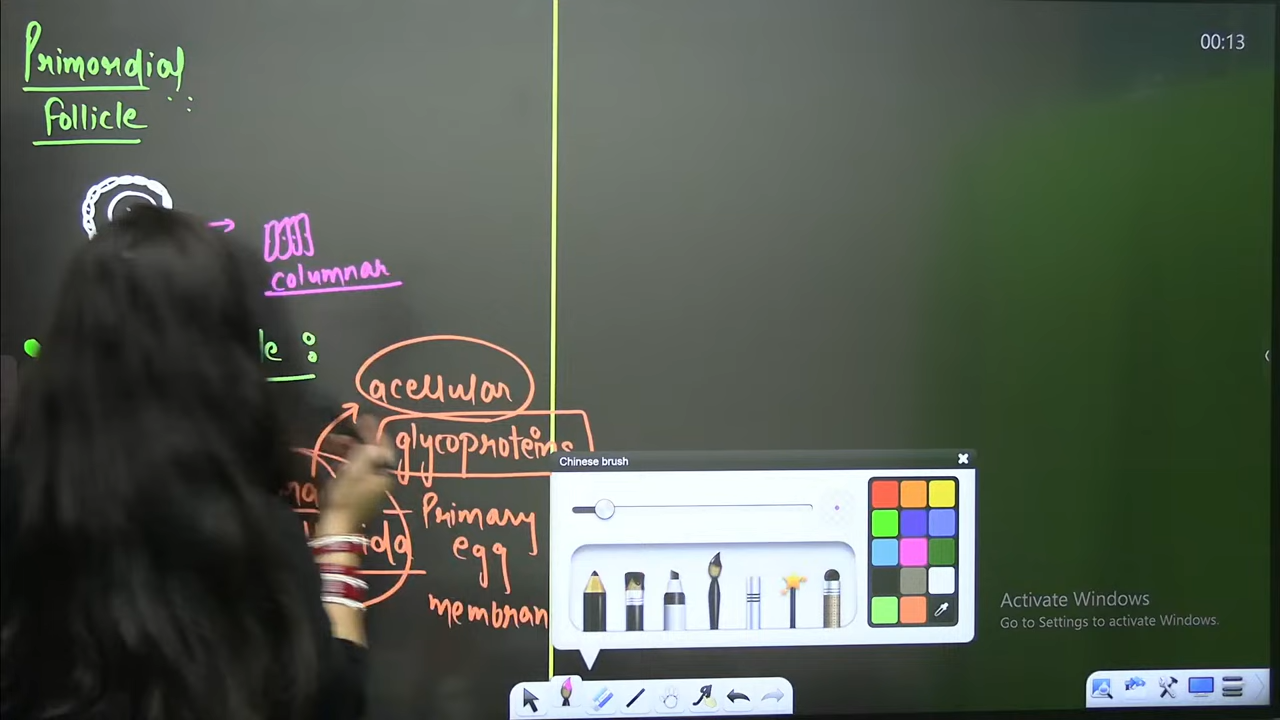 00:13
Primordial
Follicle
columnar
acellular
glycoproteins
Primary
egg
membran
Chinese brush
Activate Windows
Go to Settings to activate Windows.